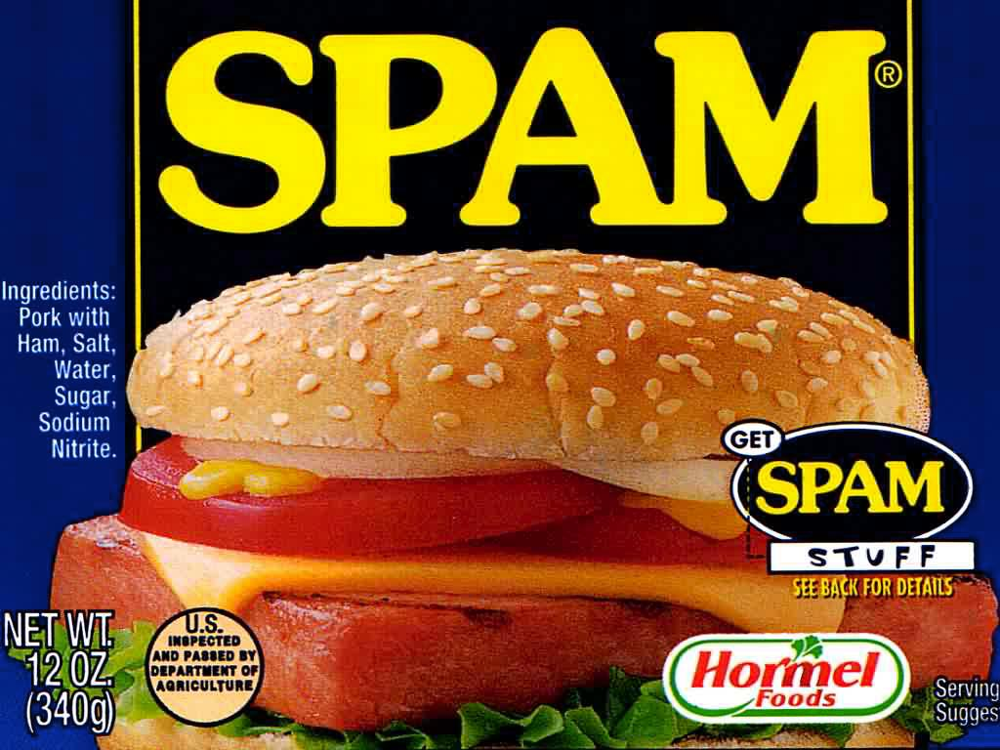 SPAM®
Ingredients:
Pork with
Ham, Salt,
Water,
Sugar,
Sodium
Nitrite.
GET
SPAM
STUFF
SEE BACK FOR DETAILS
NET WT.
12 OZ.
(340g)
U.S.
INSPECTED
AND PASSED BY
DEPARTMENT OF
AGRICULTURE
Hormel
Foods
Serving
Sugges